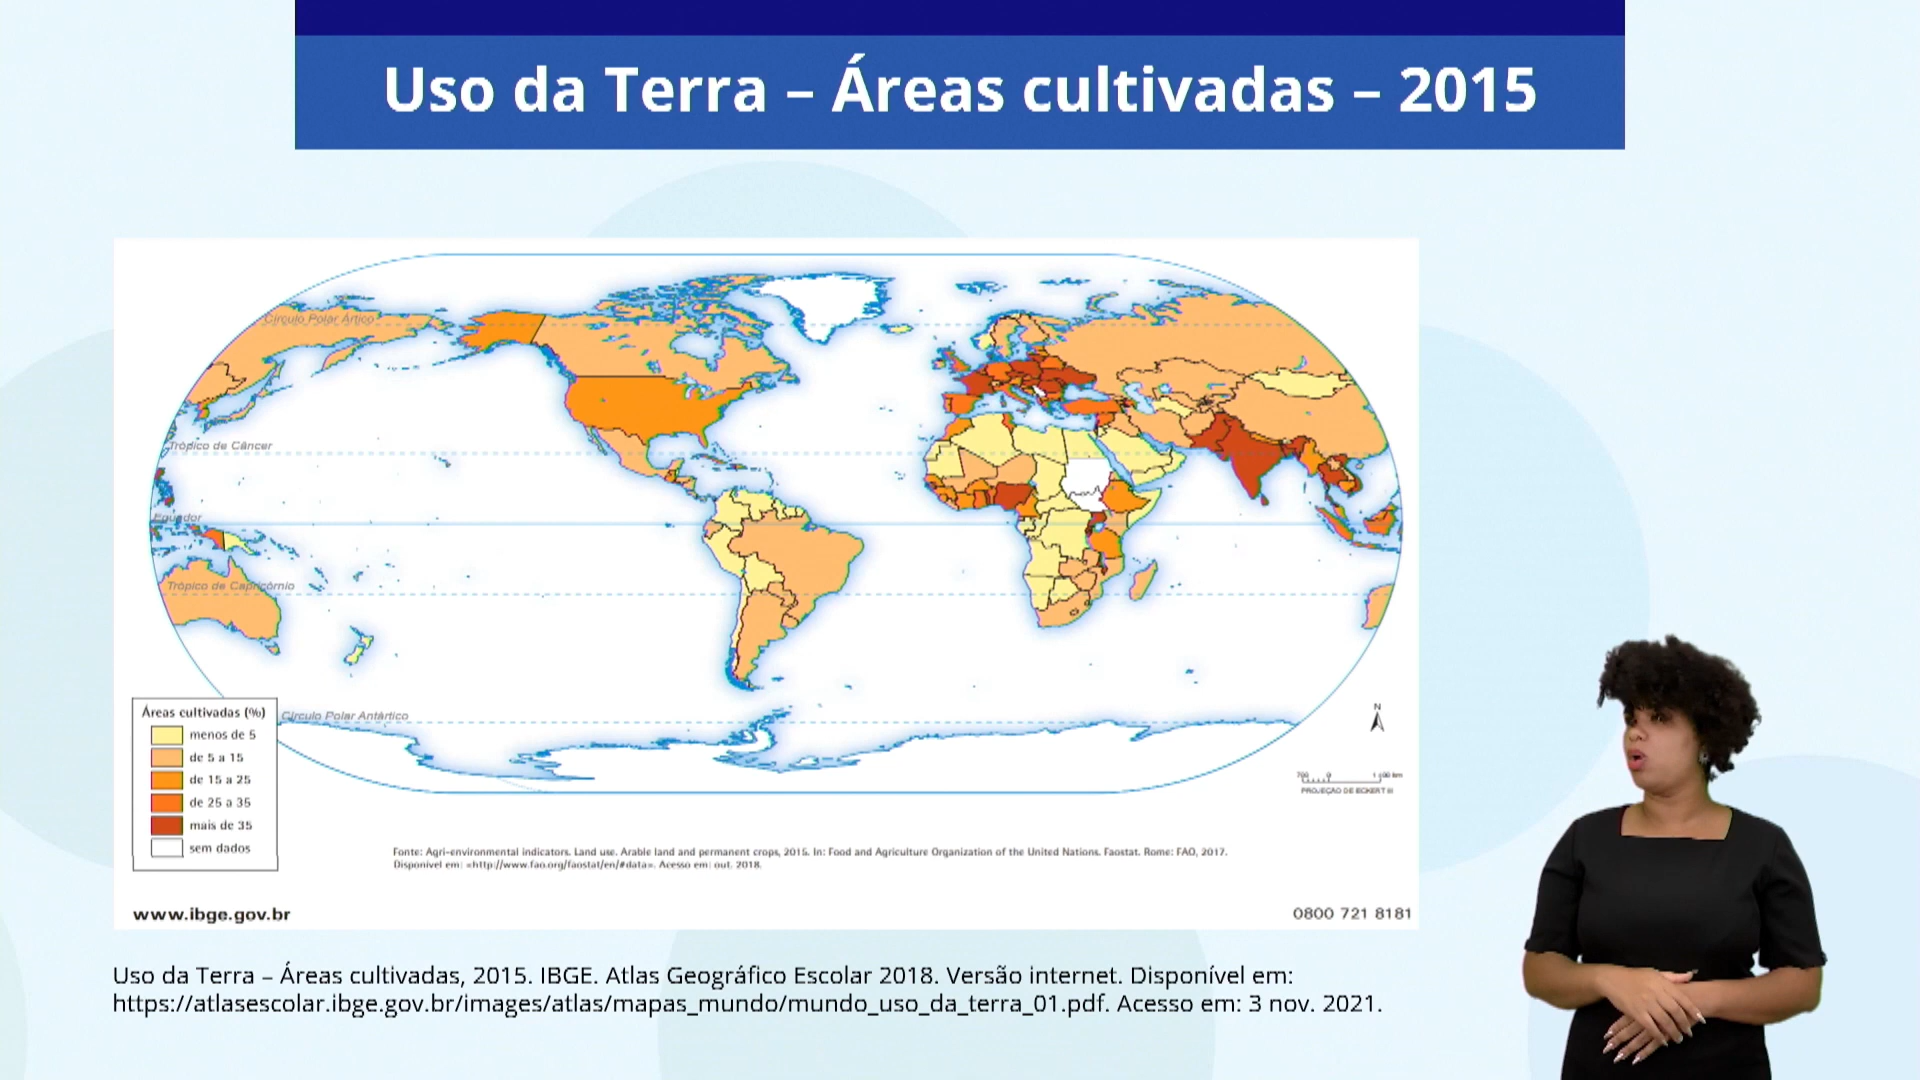 Uso da Terra – Áreas cultivadas – 2015
Círculo Polar Ártico
Trópico de Câncer
Equador
Trópico de Capricórnio
Círculo Polar Antártico
Áreas cultivadas (%)
menos de 5
de 5 a 15
de 15 a 25
de 25 a 35
mais de 35
sem dados
N
PROJEÇÃO DE ECKERT III
Fonte: Agri-environmental indicators. Land use. Arable land and permanent crops, 2015. In: Food and Agriculture Organization of the United Nations. Faostat. Rome: FAO, 2017.
Disponível em: <http://www.fao.org/faostat/en/#data>. Acesso em: out. 2018.
www.ibge.gov.br
0800 721 8181
Uso da Terra – Áreas cultivadas, 2015. IBGE. Atlas Geográfico Escolar 2018. Versão internet. Disponível em:
https://atlasescolar.ibge.gov.br/images/atlas/mapas_mundo/mundo_uso_da_terra_01.pdf. Acesso em: 3 nov. 2021.